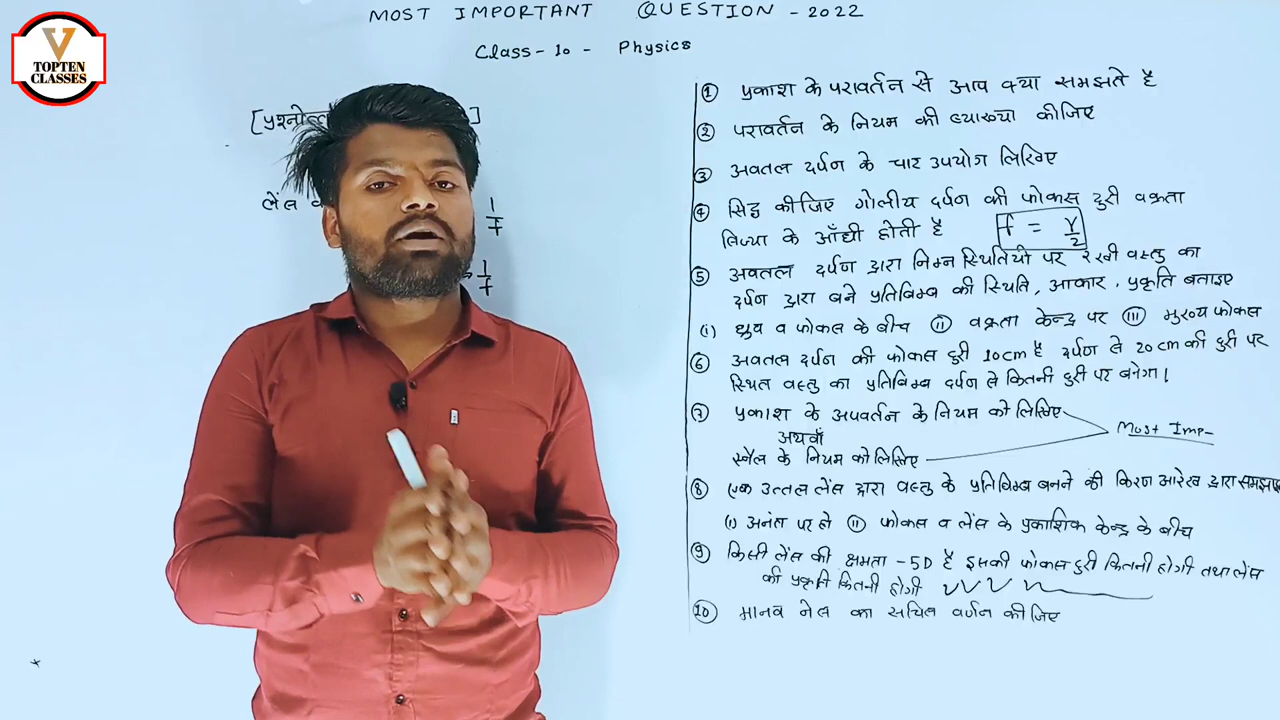 V
TOPTEN
CLASSES
MOST IMPORTANT QUESTION - 2022
Class - 10 - Physics
[प्रश्नोत्त ]
लेंस
1/f
1/f
① प्रकाश के परावर्तन से आप क्या समझते है
② परावर्तन के नियम की व्याख्या कीजिए
③ अवतल दर्पण के चार उपयोग लिखिए
④ सिद्ध कीजिए गोलीय दर्पण की फोकस दुरी वक्रता
त्रिज्या के आँधी होती है f = r/2
⑤ अवतल दर्पण द्वारा निम्न स्थितियो पर रखी वस्तु का
दर्पण द्वारा बने प्रतिबिम्ब की स्थिति, आकार, प्रकृति बताइए
(i) ध्रुव व फोकस के बीच (II) वक्रता केन्द्र पर (III) मुख्य फोकस
⑥ अवतल दर्पन की फोकस दुरी 10cm है दर्पण से 20cm की दुरी पर
स्थित वस्तु का प्रतिबिम्ब दर्पन से कितनी दुरी पर बनेगा।
⑦ प्रकाश के अपवर्तन के नियम को लिखिए
अथवाँ
स्नैल के नियम को लिखिए
Most Imp-
⑧ एक उत्तल लेंस द्वारा वस्तु के प्रतिबिम्ब बनने की किरण आरेख द्वारा समझाए
(i) अनंत पर हो (II) फोकस व लेंस के प्रकाशिक केन्द्र के बीच
⑨ किसी लेंस की क्षमता -5D है इसकी फोकस दुरी कितनी होगी तथा लेंस
की प्रकृति कितनी होगी
⑩ मानव नेत्र का सचित्र वर्णन कीजिए